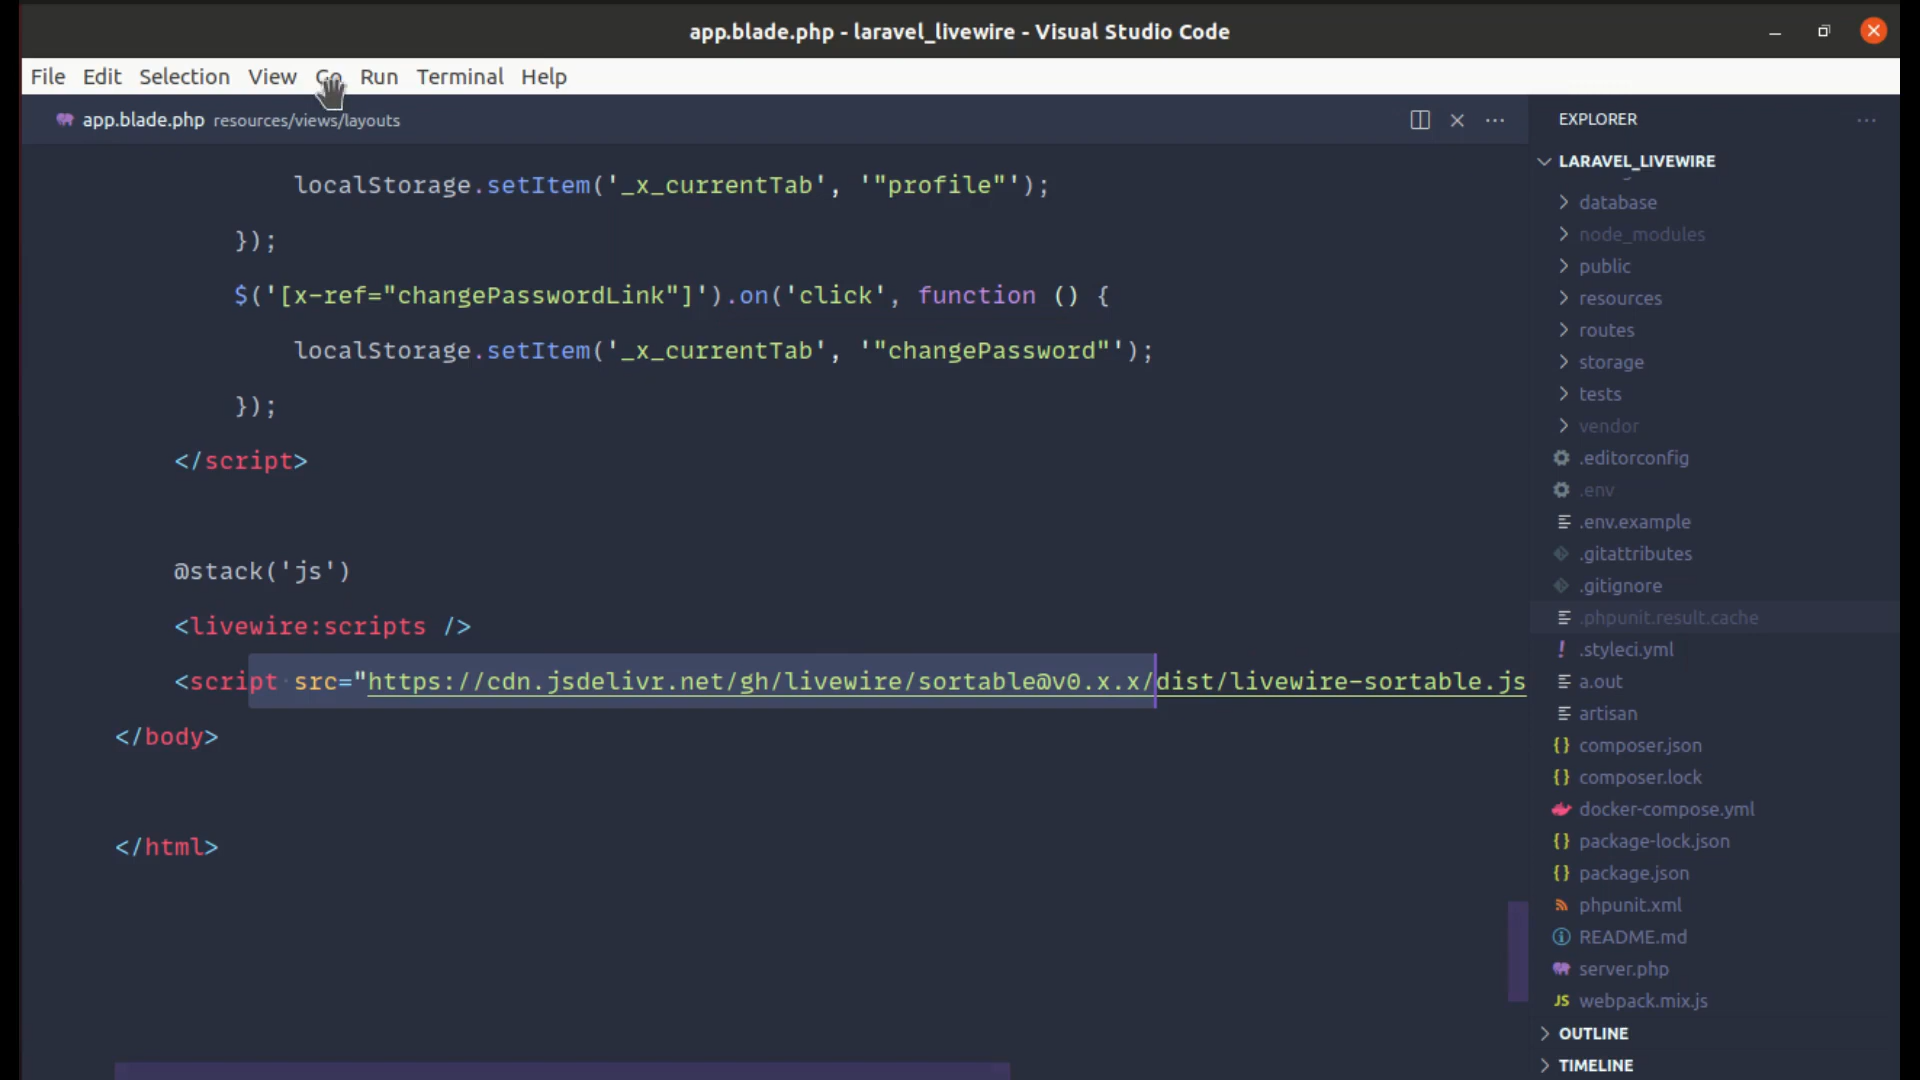 app.blade.php - laravel_livewire - Visual Studio Code
File Edit Selection View Go Run Terminal Help
app.blade.php resources/views/layouts
localStorage.setItem('_x_currentTab', '"profile"');
});
$('[x-ref="changePasswordLink"]').on('click', function () {
localStorage.setItem('_x_currentTab', '"changePassword"');
});
</script>
@stack('js')
<livewire:scripts />
<script src="https://cdn.jsdelivr.net/gh/livewire/sortable@v0.x.x/dist/livewire-sortable.js
</body>
</html>
EXPLORER
LARAVEL_LIVEWIRE
database
node_modules
public
resources
routes
storage
tests
vendor
.editorconfig
.env
.env.example
.gitattributes
.gitignore
.phpunit.result.cache
.styleci.yml
a.out
artisan
composer.json
composer.lock
docker-compose.yml
package-lock.json
package.json
phpunit.xml
README.md
server.php
JS webpack.mix.js
OUTLINE
TIMELINE